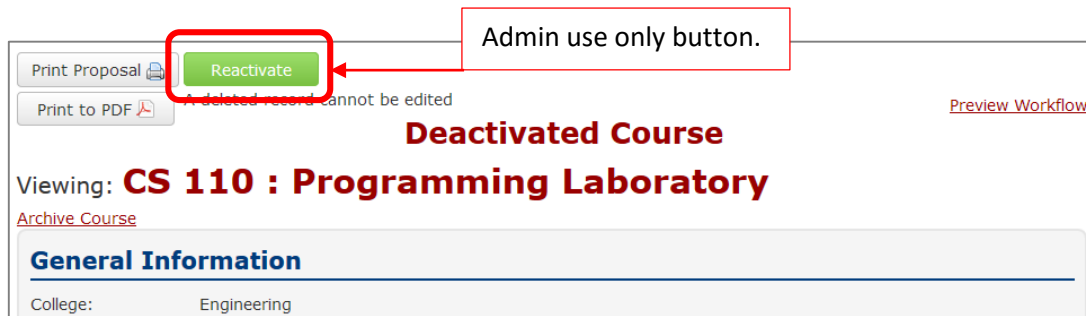 Admin use only button.
Print Proposal
Reactivate
Print to PDF
A deleted record cannot be edited
Preview Workflow
Deactivated Course
Viewing: CS 110 : Programming Laboratory
Archive Course
General Information
College: Engineering